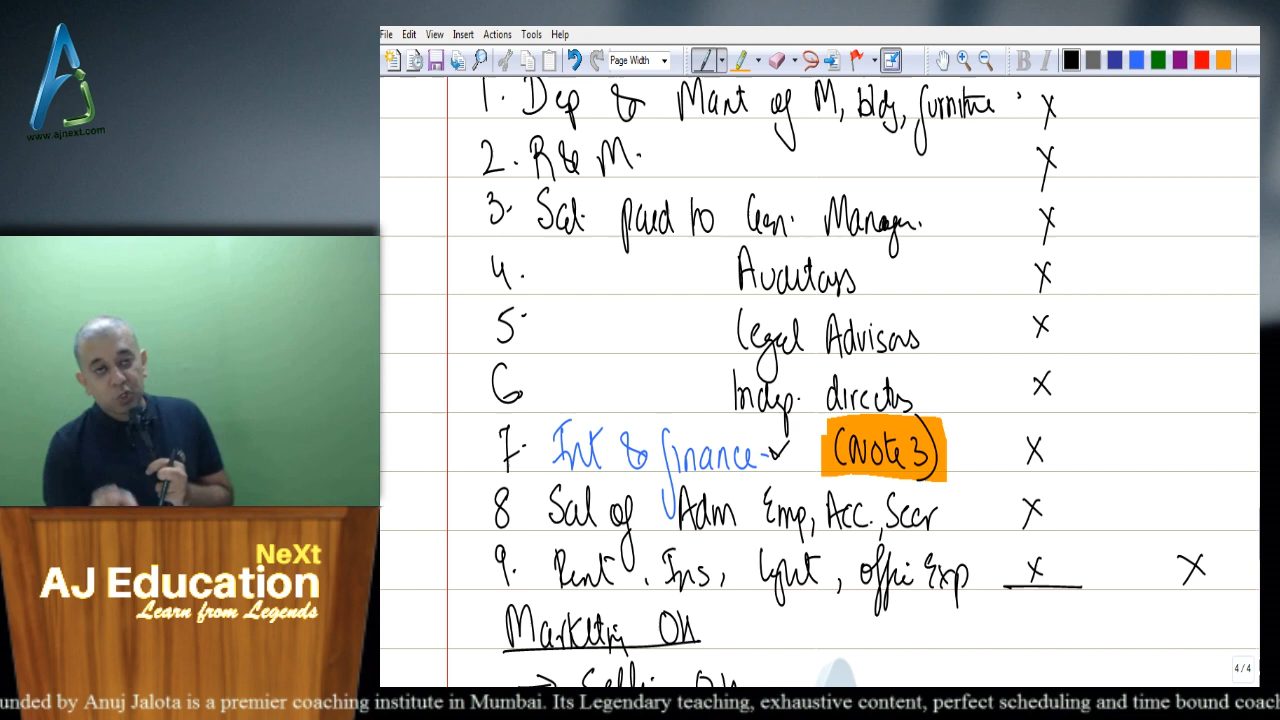 www.ajnext.com
File Edit View Insert Actions Tools Help
Page Width
B I
1. Dep & Mant of M, bldg, furniture. X
2. R & M. X
3. Sal. paid to Gen. Manager. X
4. Auditors X
5. Legal Advisors X
6 Indep. directors X
7. Int & finance- ✓ (Note 3) X
8 Sal of Adm Emp, Acc., Secr X
9. Rent, Ins, light, office Exp X X
Marketing OH
→ Selling OH
4/4
NeXt
AJ Education
Learn from Legends
unded by Anuj Jalota is a premier coaching institute in Mumbai. Its Legendary teaching, exhaustive content, perfect scheduling and time bound coac